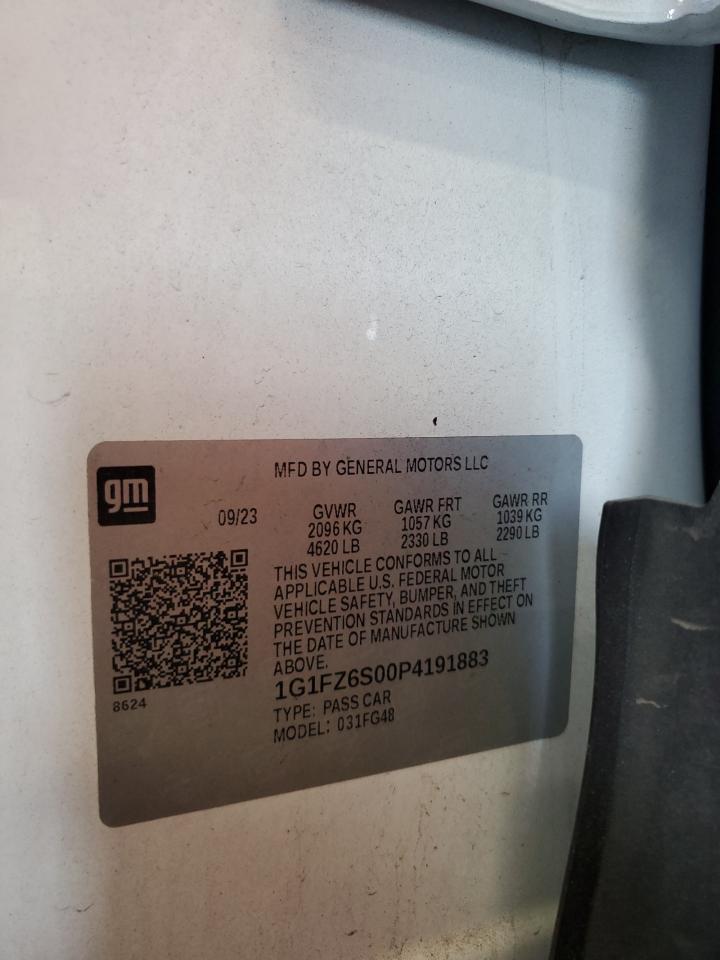 MFD BY GENERAL MOTORS LLC
gm
09/23
GVWR GAWR FRT GAWR RR
2096 KG 1057 KG 1039 KG
4620 LB 2330 LB 2290 LB
THIS VEHICLE CONFORMS TO ALL
APPLICABLE U.S. FEDERAL MOTOR
VEHICLE SAFETY, BUMPER, AND THEFT
PREVENTION STANDARDS IN EFFECT ON
THE DATE OF MANUFACTURE SHOWN
ABOVE.
1G1FZ6S00P4191883
8624
TYPE: PASS CAR
MODEL: 031FG48